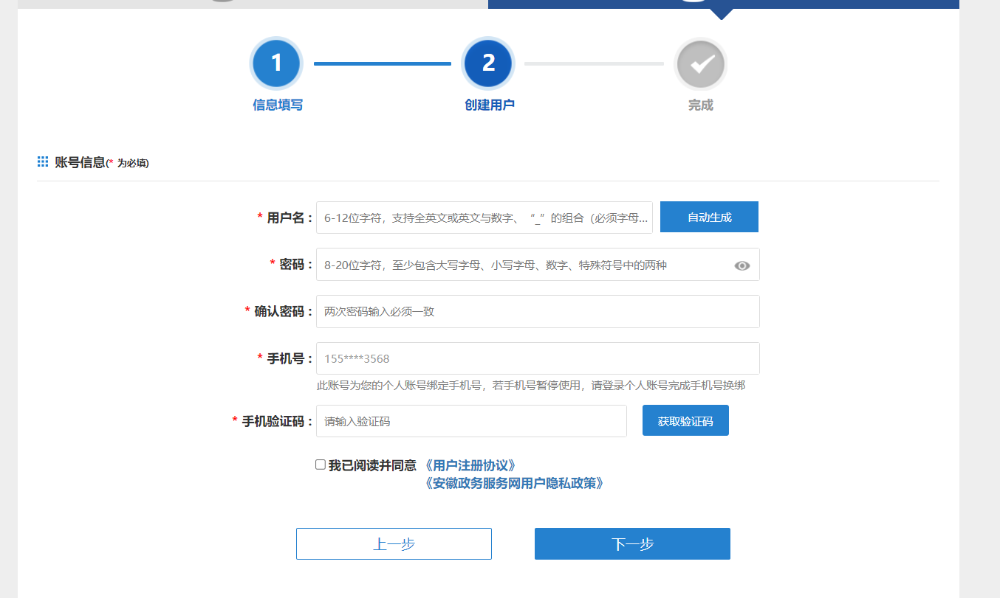 1
2
信息填写
创建用户
完成
账号信息(* 为必填)
* 用户名：
6-12位字符，支持全英文或英文与数字、“_”的组合（必须字母...
自动生成
* 密码：
8-20位字符，至少包含大写字母、小写字母、数字、特殊符号中的两种
* 确认密码：
两次密码输入必须一致
* 手机号：
155****3568
此账号为您的个人账号绑定手机号，若手机号暂停使用，请登录个人账号完成手机号换绑
* 手机验证码：
请输入验证码
获取验证码
我已阅读并同意 《用户注册协议》
《安徽政务服务网用户隐私政策》
上一步
下一步